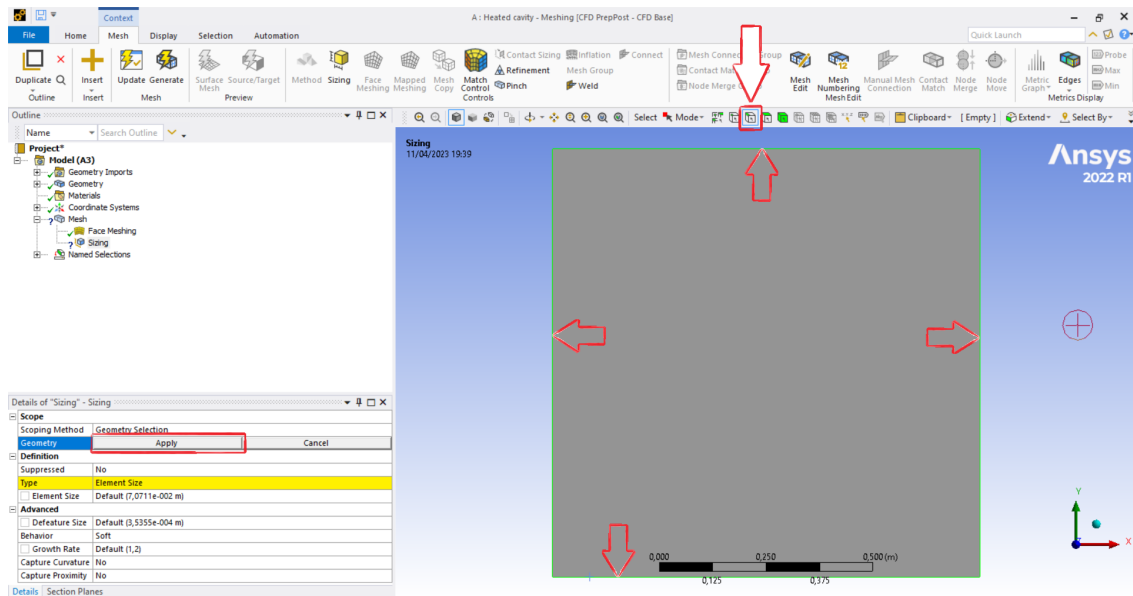 Context
A : Heated cavity - Meshing [CFD PrepPost - CFD Base]
File Home Mesh Display Selection Automation
Quick Launch
Duplicate Q
Outline
Insert
Insert
Update Generate
Mesh
Surface Mesh
Source/Target
Preview
Method Sizing
Face Meshing
Mapped Meshing
Mesh Copy
Match Control
Contact Sizing
Refinement
Pinch
Inflation
Mesh Group
Connect
Weld
Controls
Mesh Edit
Mesh Numbering
Manual Mesh Connection
Contact Match
Node Merge
Node Move
Mesh Edit
Metric Graph
Edges
Probe
Max
Min
Metrics Display
Outline
Name Search Outline
Select Mode Clipboard [ Empty ] Extend Select By
Project*
Model (A3)
Geometry Imports
Geometry
Materials
Coordinate Systems
Mesh
Face Meshing
Sizing
Named Selections
Sizing
11/04/2023 19:39
Ansys
2022 R1
Details of "Sizing" - Sizing
Scope
Scoping Method Geometry Selection
Geometry Apply Cancel
Definition
Suppressed No
Type Element Size
Element Size Default (7,0711e-002 m)
Advanced
Defeature Size Default (3,5355e-004 m)
Behavior Soft
Growth Rate Default (1,2)
Capture Curvature No
Capture Proximity No
Details Section Planes
0,000 0,250 0,500 (m)
0,125 0,375
Y
X